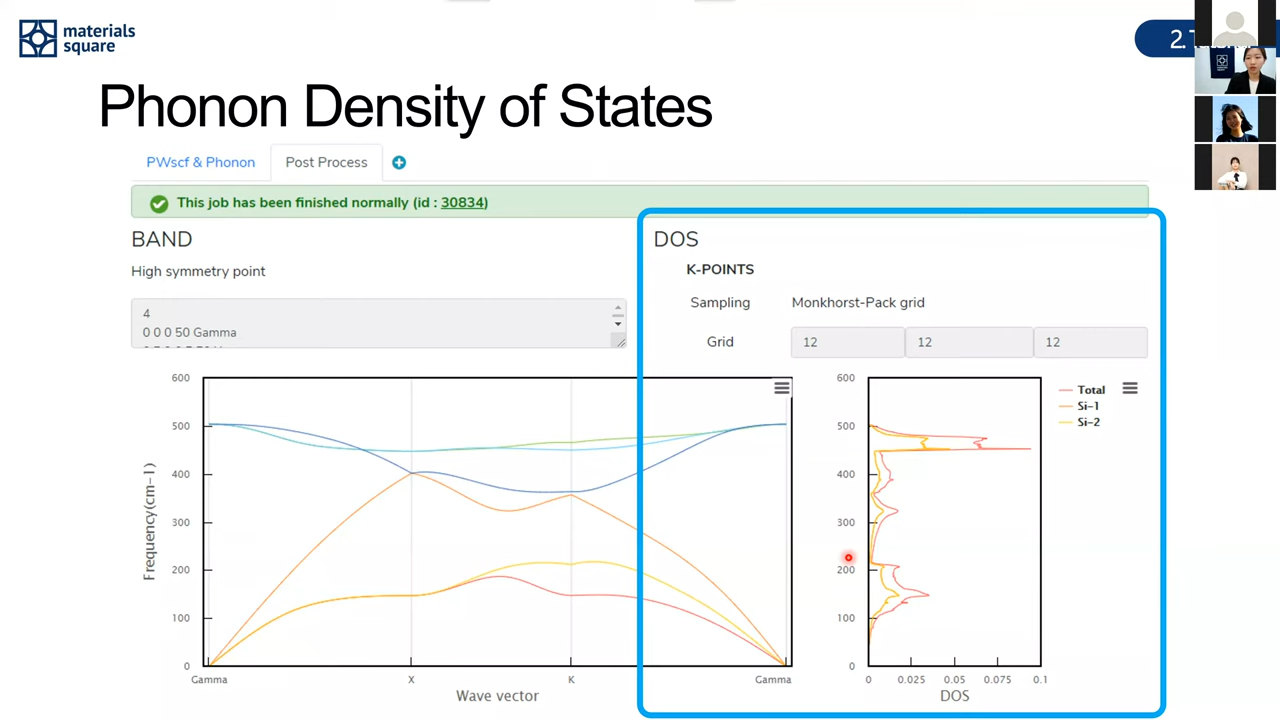 materials
square
2.
Phonon Density of States
PWscf & Phonon
Post Process
This job has been finished normally (id : 30834)
BAND
High symmetry point
4
0 0 0 50 Gamma
DOS
K-POINTS
Sampling Monkhorst-Pack grid
Grid 12 12 12
600
500
400
300
200
100
0
Frequency(cm-1)
Gamma X K Gamma
Wave vector
600
500
400
300
200
100
0
0 0.025 0.05 0.075 0.1
DOS
Total
Si-1
Si-2